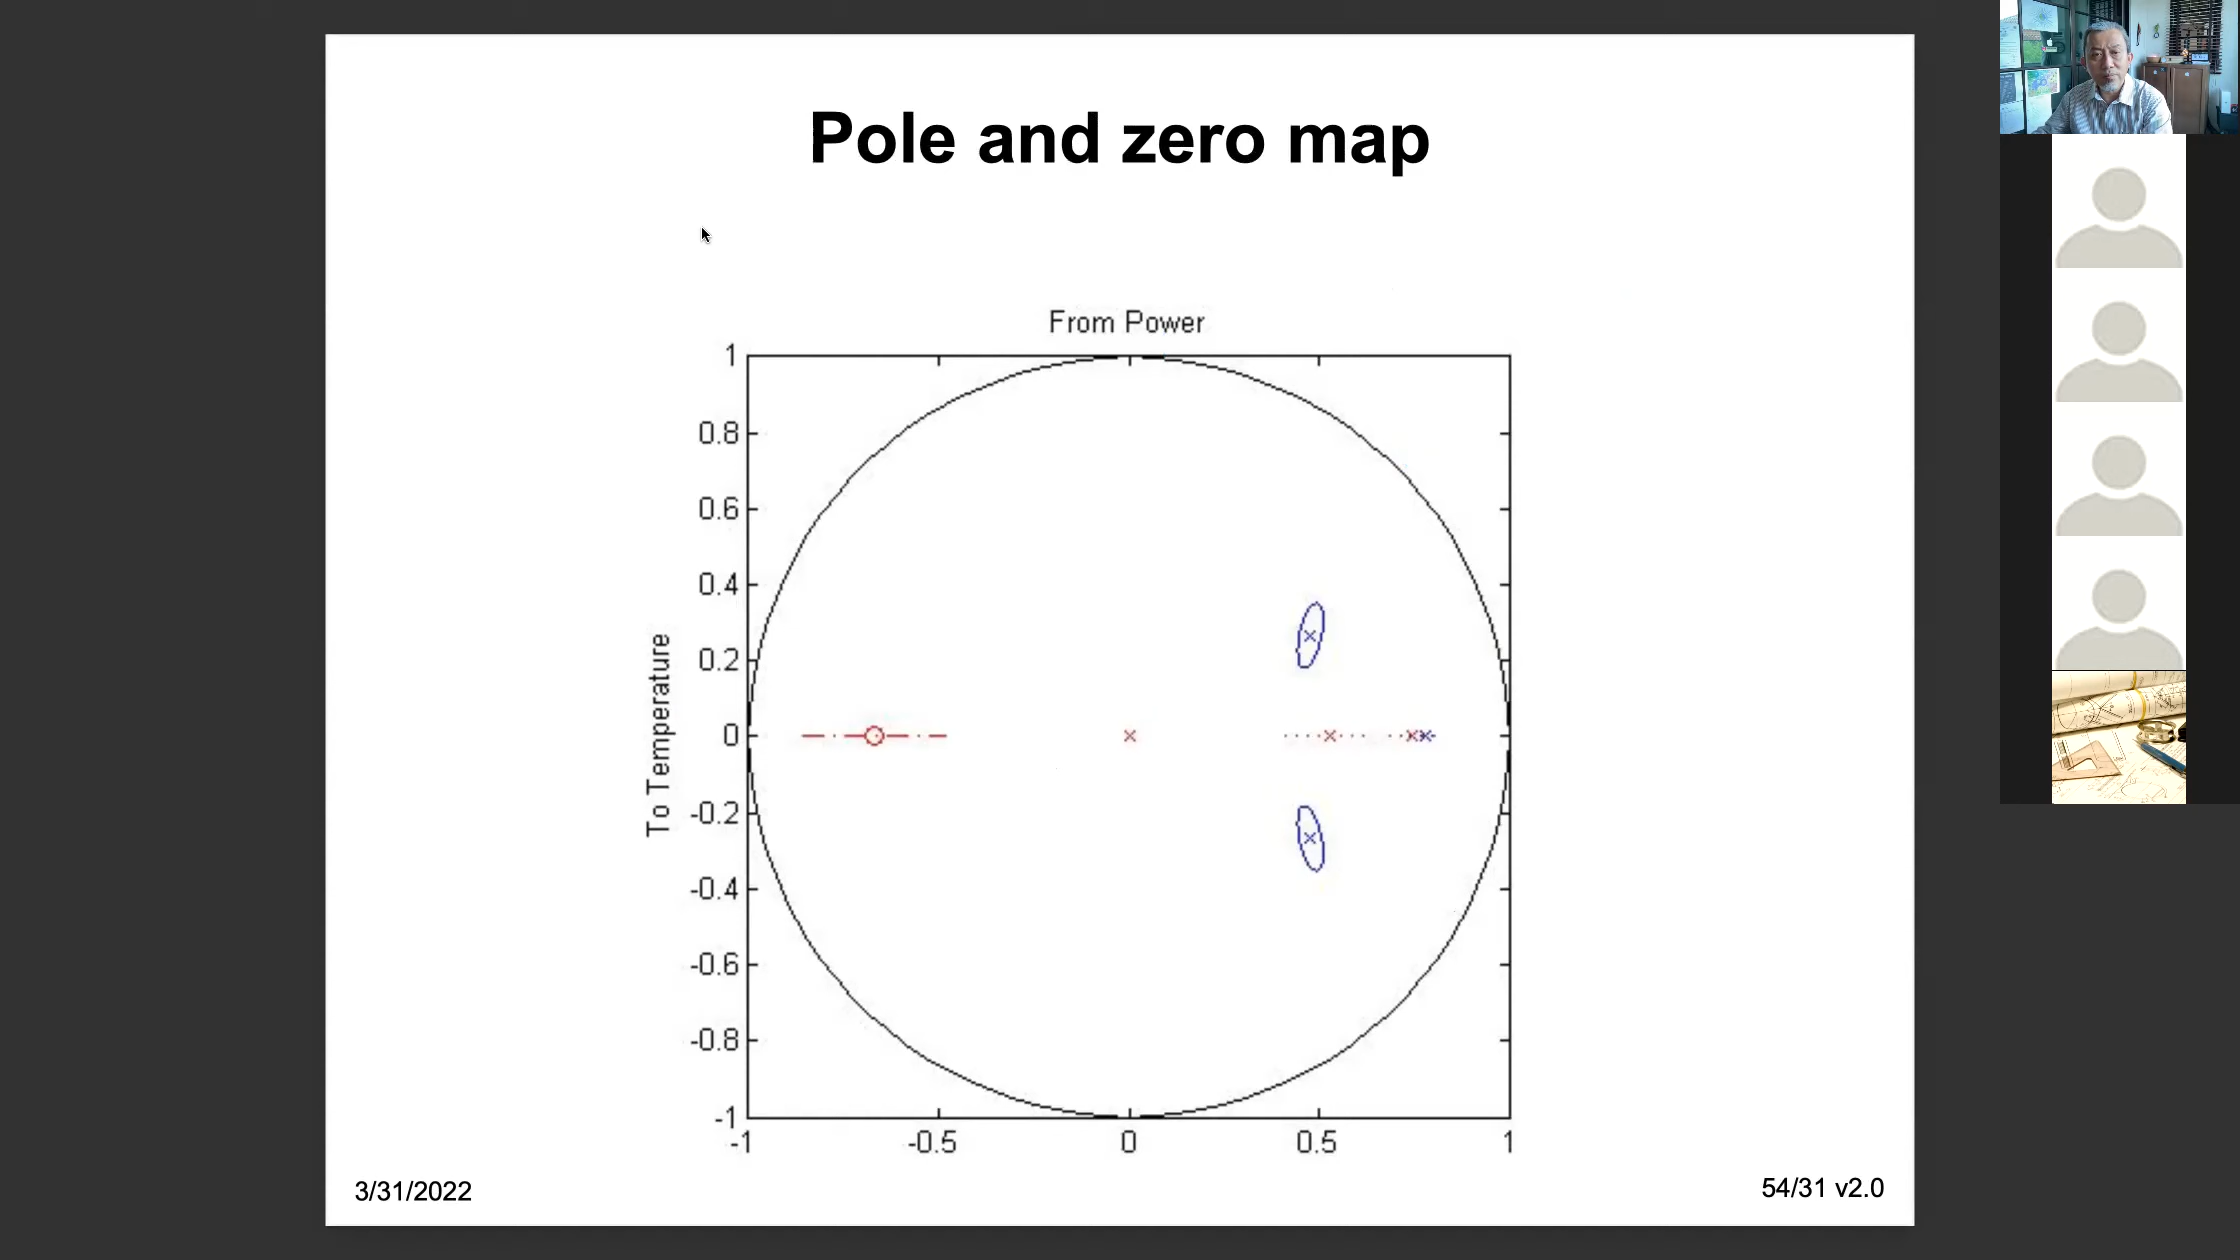 Pole and zero map
From Power
To Temperature
1
0.8
0.6
0.4
0.2
0
-0.2
-0.4
-0.6
-0.8
-1
-1 -0.5 0 0.5 1
3/31/2022
54/31 v2.0